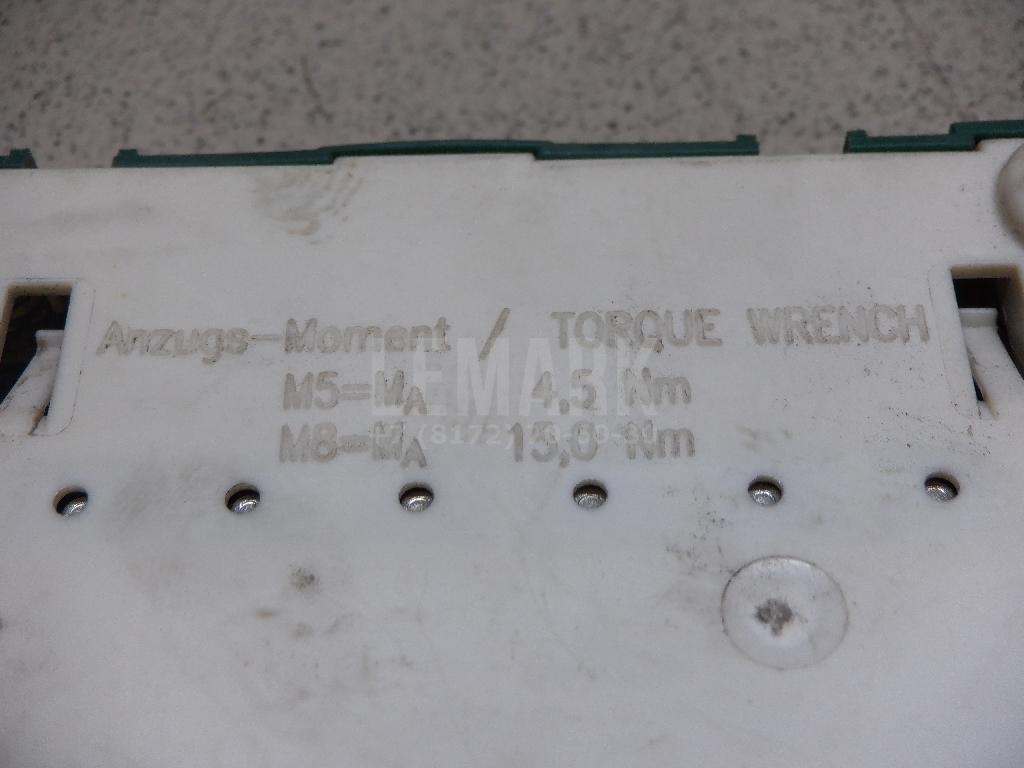 Anzugs-Moment / TORQUE WRENCH
LEMARK
M5=MA 4,5 Nm
M8-MA 15,0 Nm